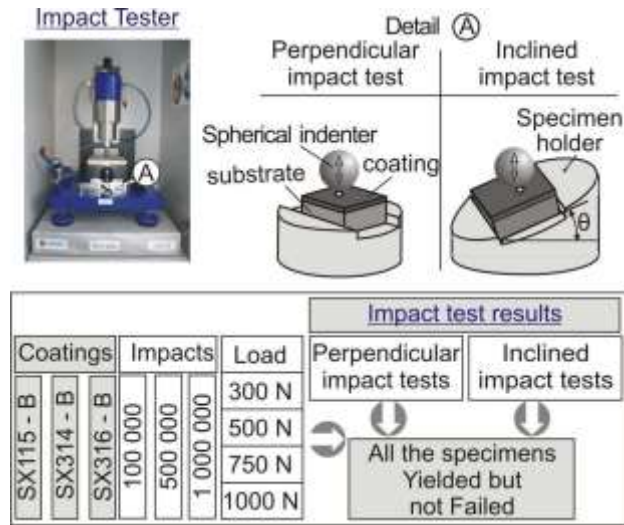 Impact Tester
A
Detail A
Perpendicular
impact test
Inclined
impact test
Spherical indenter
substrate
coating
Specimen
holder
θ
Impact test results
Coatings
Impacts
Load
Perpendicular
impact tests
Inclined
impact tests
SX115 - B
SX314 - B
SX316 - B
100 000
500 000
1 000 000
300 N
500 N
750 N
1000 N
All the specimens
Yielded but
not Failed